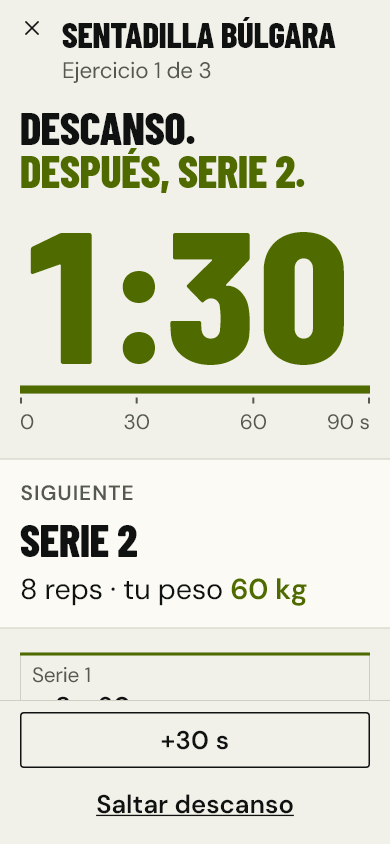 SENTADILLA BÚLGARA
Ejercicio 1 de 3
DESCANSO.
DESPUÉS, SERIE 2.
1:30
0 30 60 90 s
SIGUIENTE
SERIE 2
8 reps · tu peso 60 kg
Serie 1
+30 s
Saltar descanso